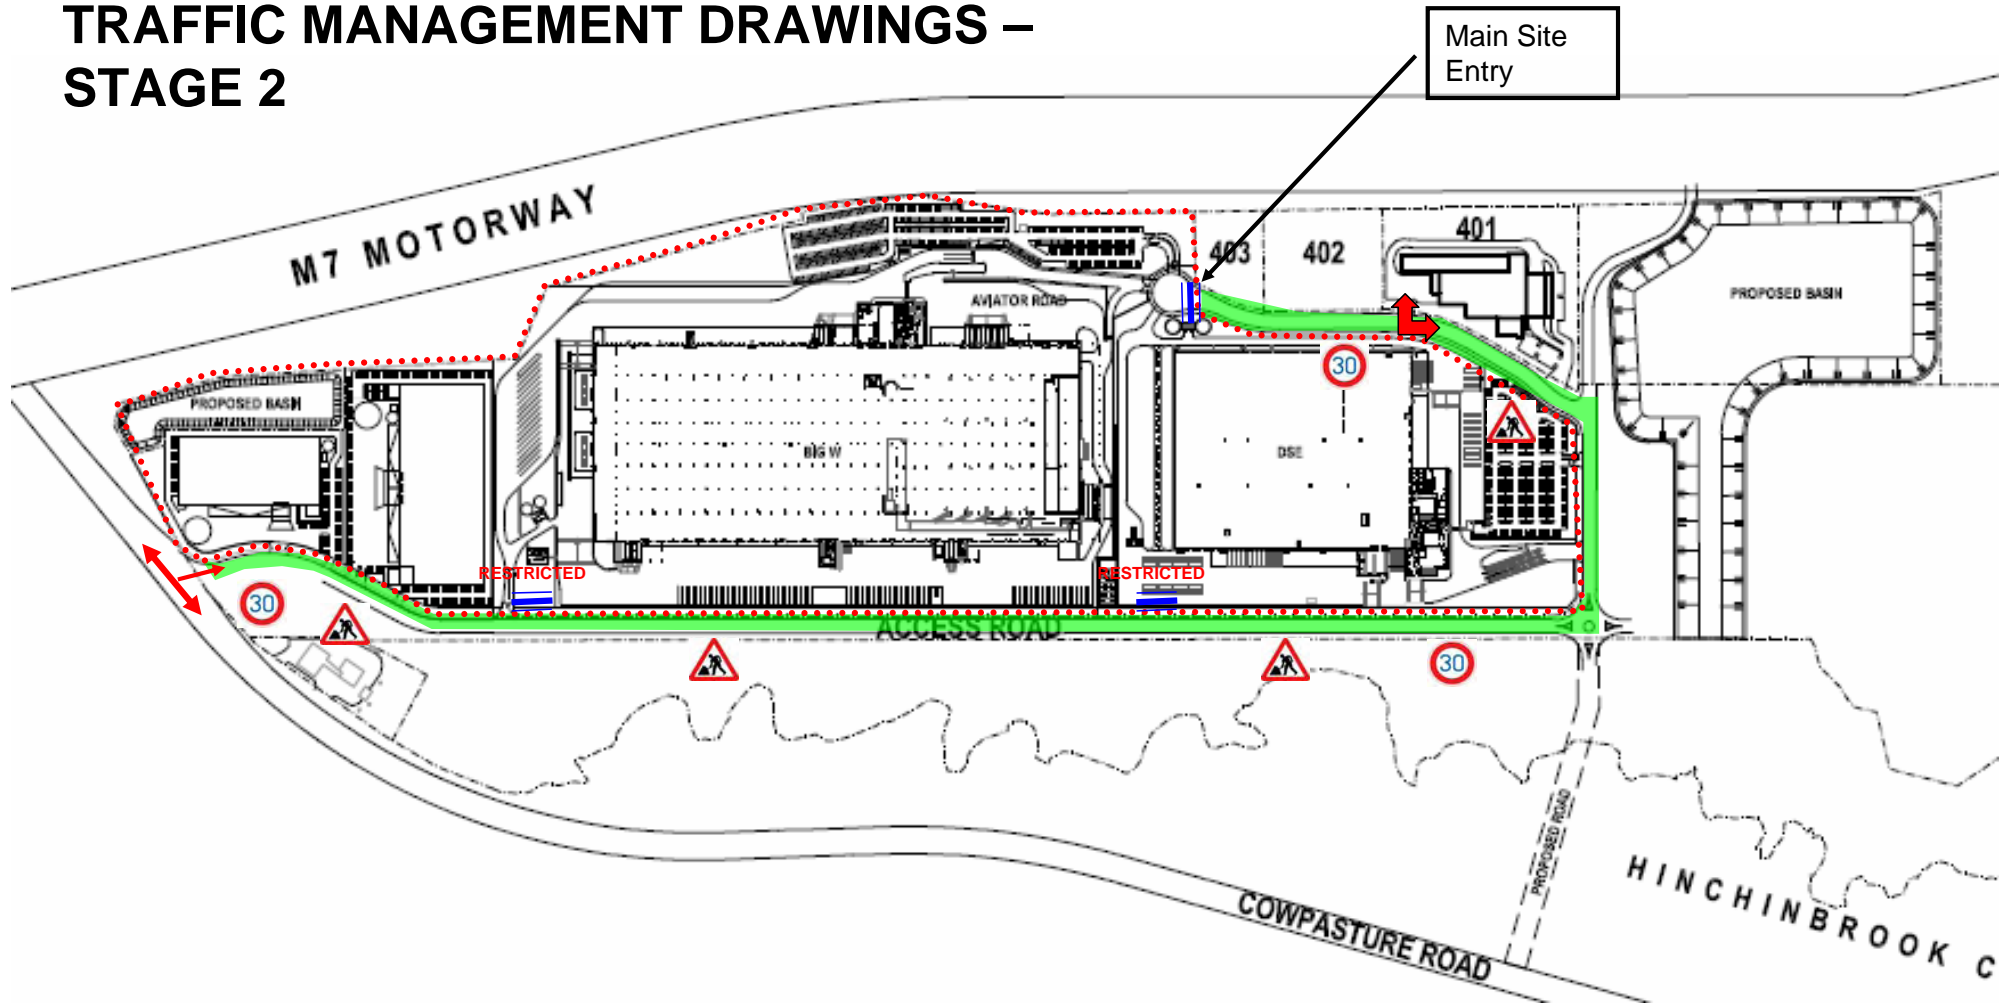 TRAFFIC MANAGEMENT DRAWINGS –
STAGE 2
Main Site
Entry
M7 MOTORWAY
403
402
401
PROPOSED BASIN
AVIATOR ROAD
30
PROPOSED BASIN
BIG W
DSE
RESTRICTED
RESTRICTED
30
ACCESS ROAD
30
PROPOSED ROAD
HINCHINBROOK C
COWPASTURE ROAD